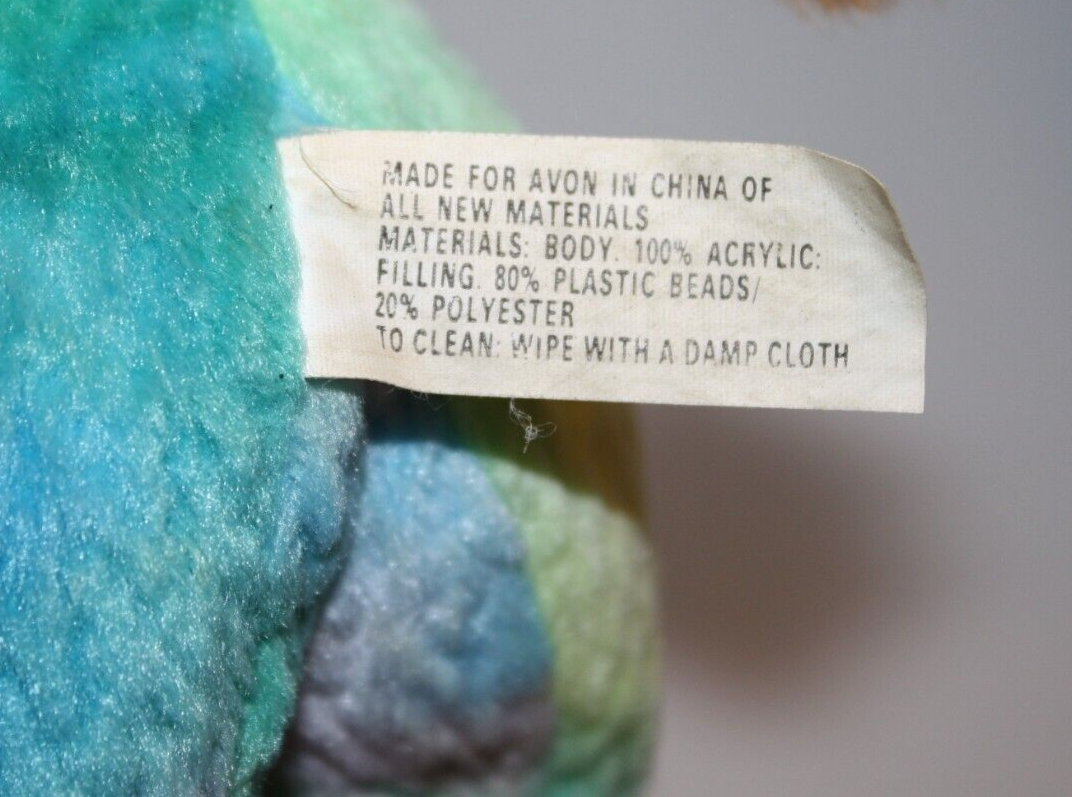 MADE FOR AVON IN CHINA OF
ALL NEW MATERIALS
MATERIALS: BODY. 100% ACRYLIC:
FILLING. 80% PLASTIC BEADS/
20% POLYESTER
TO CLEAN: WIPE WITH A DAMP CLOTH